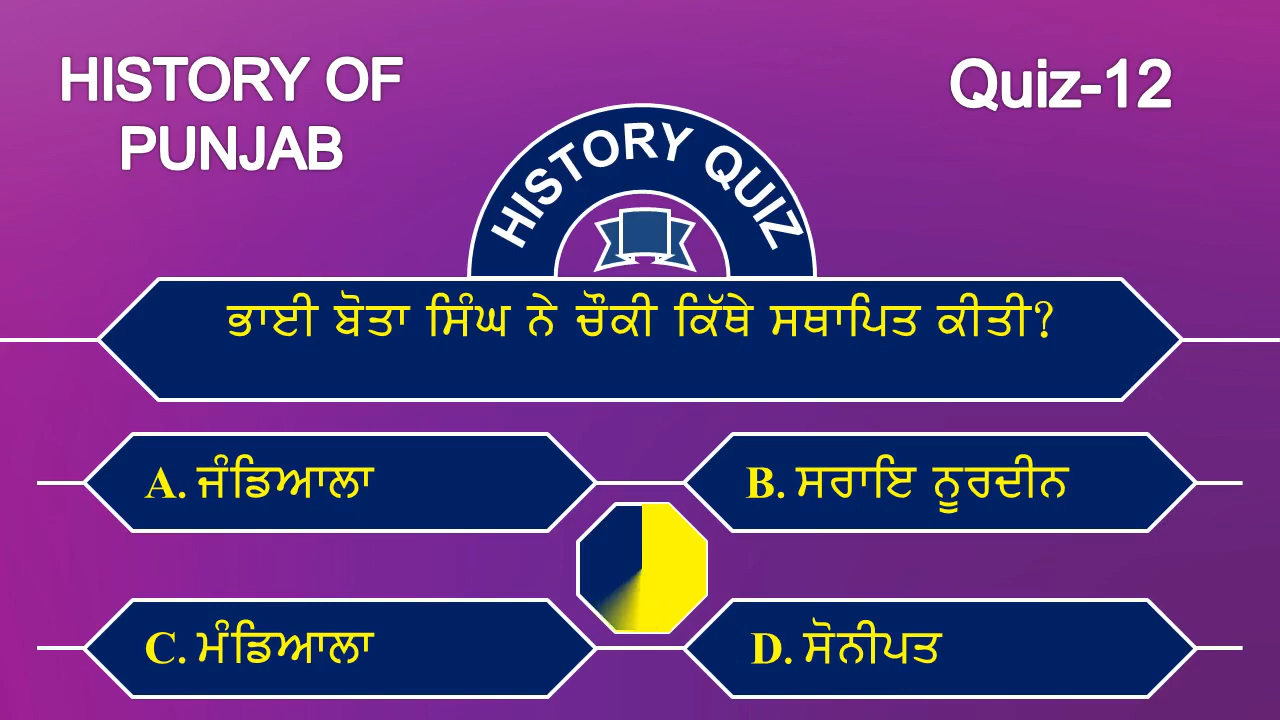 HISTORY OF
PUNJAB
Quiz-12
HISTORY QUIZ
ਭਾਈ ਬੋਤਾ ਸਿੰਘ ਨੇ ਚੌਕੀ ਕਿੱਥੇ ਸਥਾਪਿਤ ਕੀਤੀ?
A. ਜੰਡਿਆਲਾ
B. ਸਰਾਇ ਨੂਰਦੀਨ
C. ਮੰਡਿਆਲਾ
D. ਸੋਨੀਪਤ